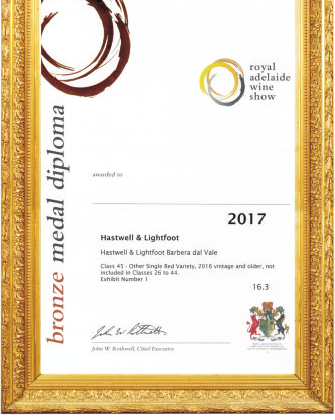 royal
adelaide
wine
show
bronze medal diploma
awarded to
2017
Hastwell & Lightfoot
Hastwell & Lightfoot Barbera dal Vale
Class 45 - Other Single Red Variety, 2016 vintage and older:, not
included in Classes 26 to 44.
Exhibit Number 1
16.3
John W Rothwell, Chief Executive